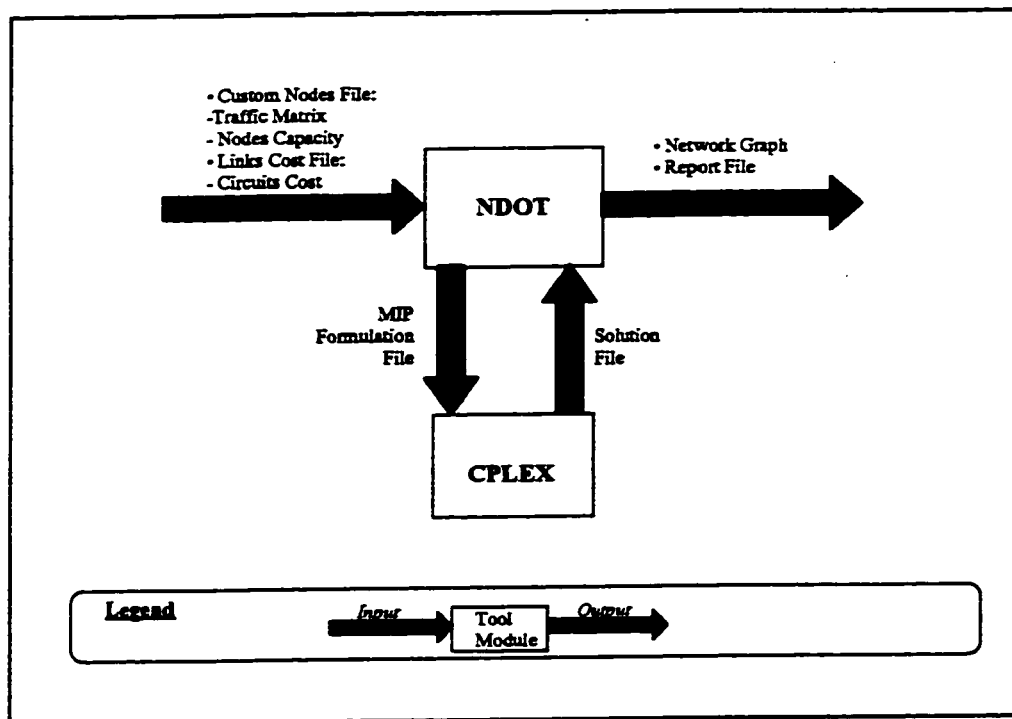 • Custom Nodes File:
-Traffic Matrix
- Nodes Capacity
• Links Cost File:
- Circuits Cost
• Network Graph
• Report File
NDOT
MIP
Formulation
File
Solution
File
CPLEX
Legend
Input
Tool
Module
Output